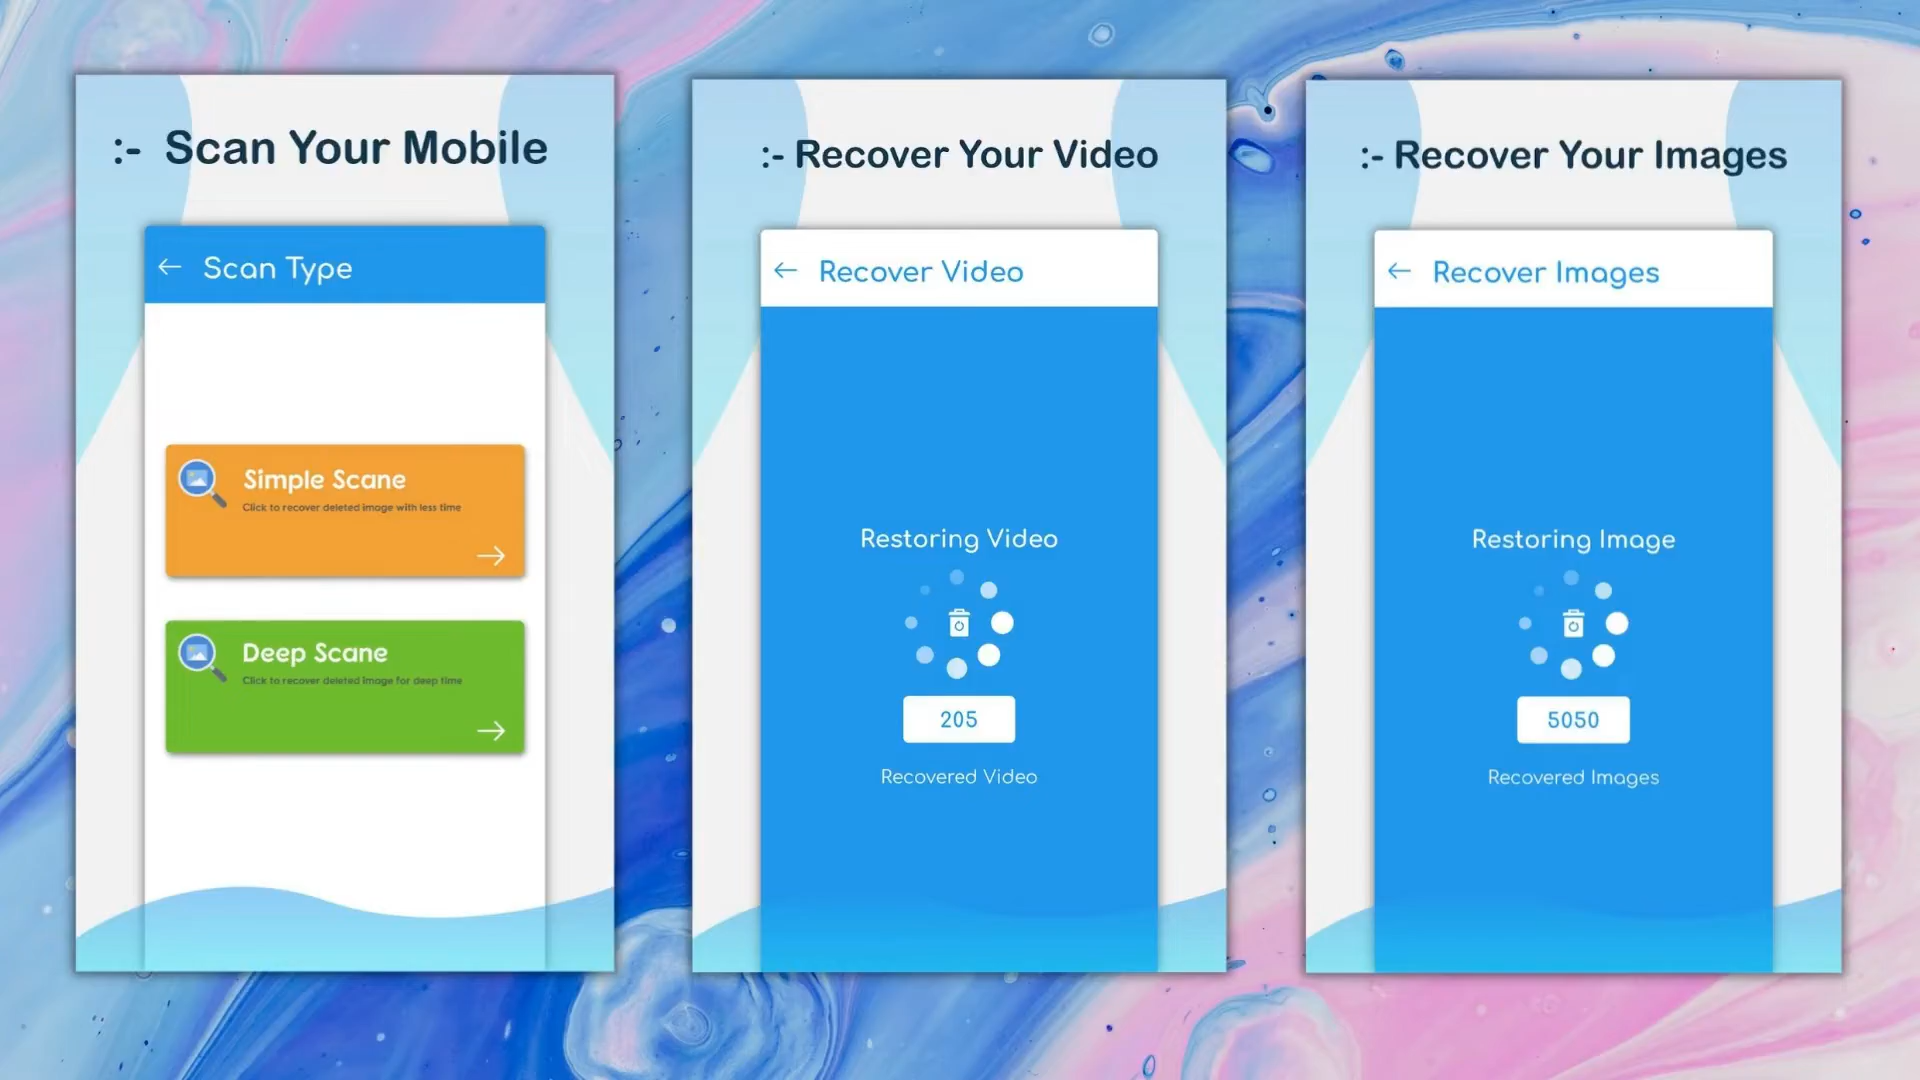 :- Scan Your Mobile
← Scan Type
Simple Scane
Click to recover deleted image with less time
→
Deep Scane
Click to recover deleted image for deep time
→
:- Recover Your Video
← Recover Video
Restoring Video
205
Recovered Video
:- Recover Your Images
← Recover Images
Restoring Image
5050
Recovered Images